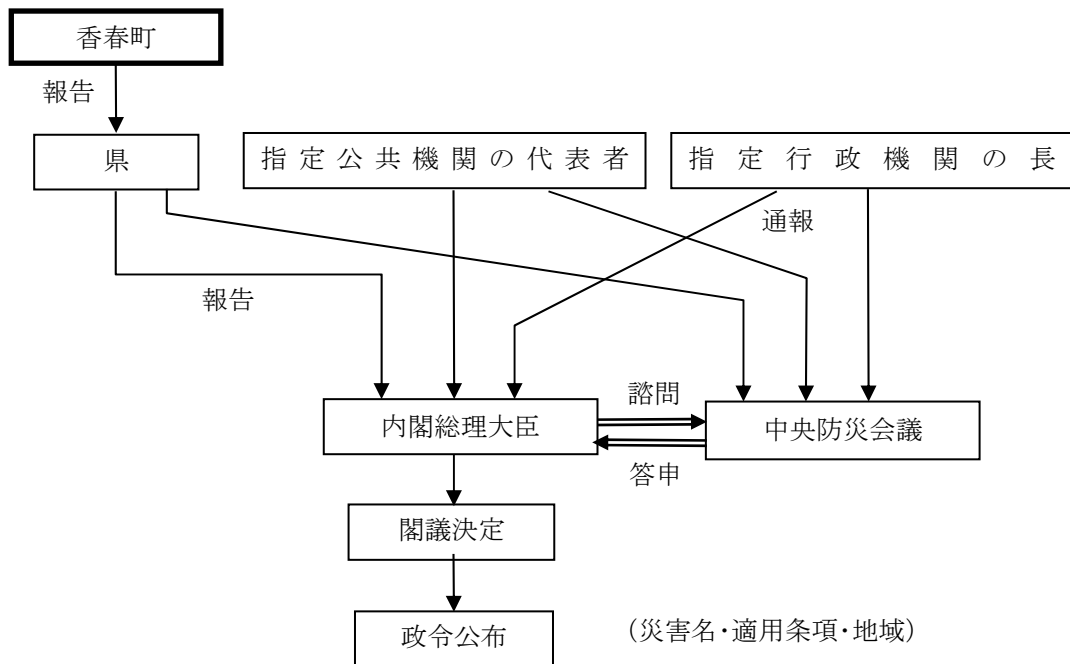 香春町
報告
県
指定公共機関の代表者
指定行政機関の長
通報
報告
諮問
内閣総理大臣
中央防災会議
答申
閣議決定
政令公布
（災害名・適用条項・地域）